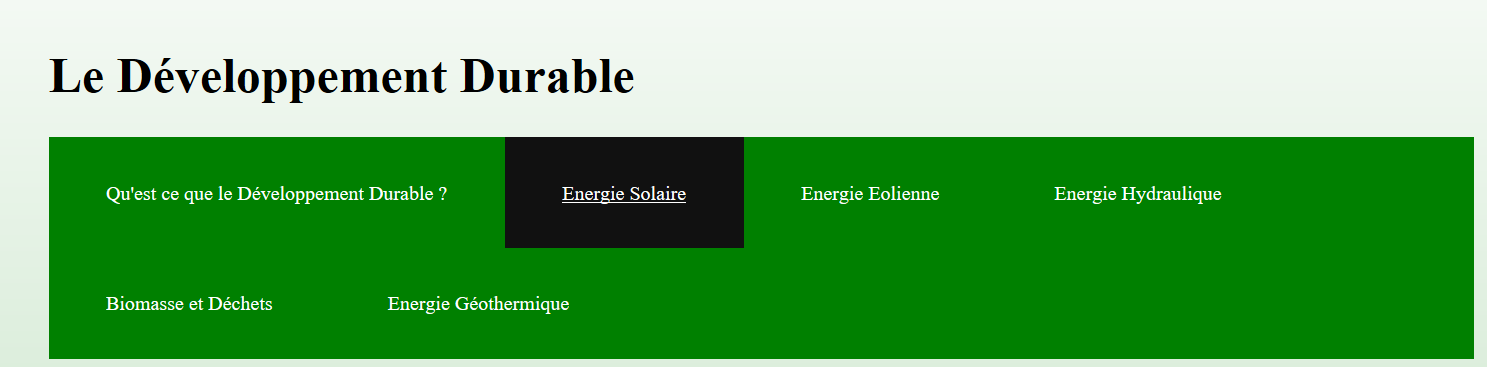 Le Développement Durable
Qu'est ce que le Développement Durable ? Energie Solaire Energie Eolienne Energie Hydraulique
Biomasse et Déchets Energie Géothermique